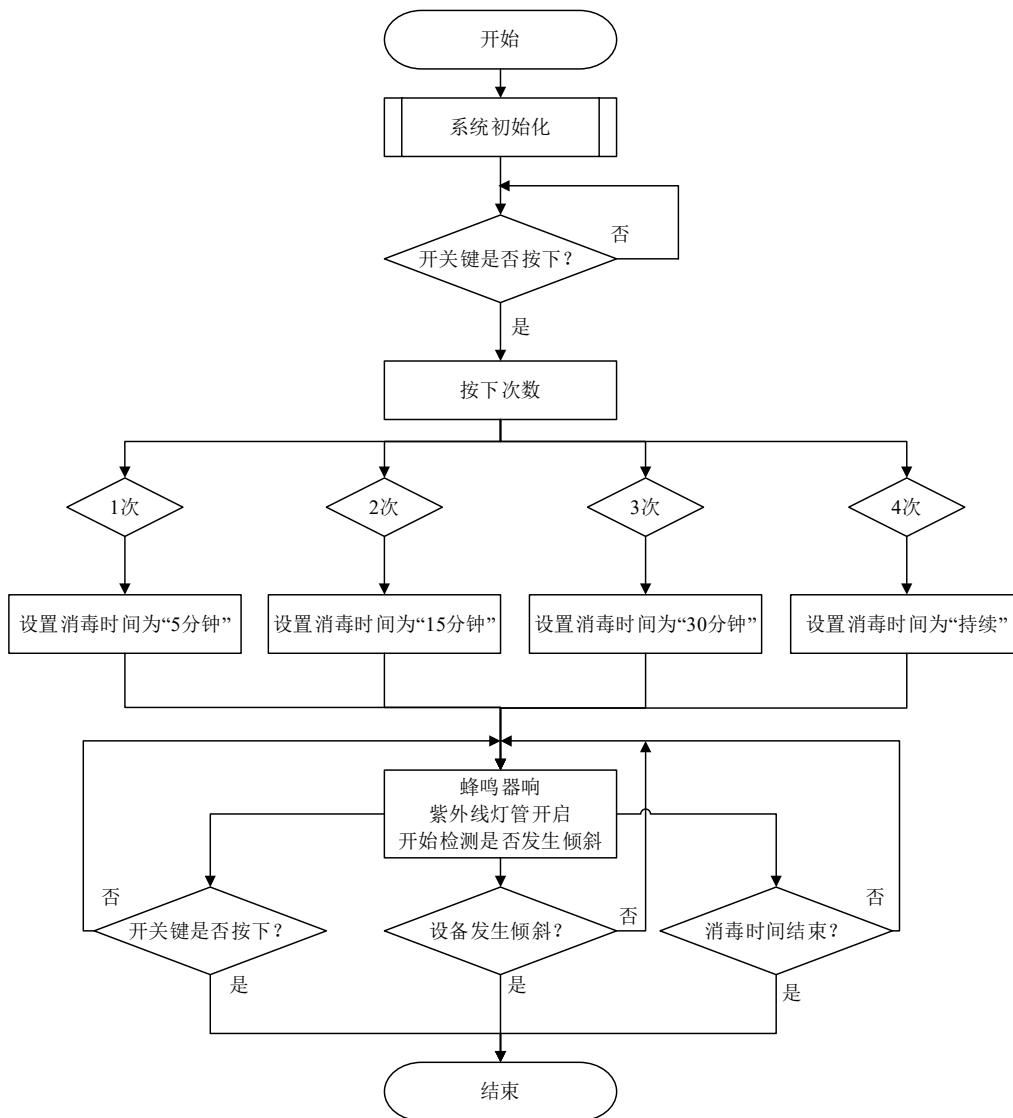 开始
系统初始化
否
开关键是否按下?
是
按下次数
1次
2次
3次
4次
设置消毒时间为“5分钟”
设置消毒时间为“15分钟”
设置消毒时间为“30分钟”
设置消毒时间为“持续”
蜂鸣器响
紫外线灯管开启
开始检测是否发生倾斜
否
否
否
开关键是否按下?
设备发生倾斜?
消毒时间结束?
是
是
是
结束